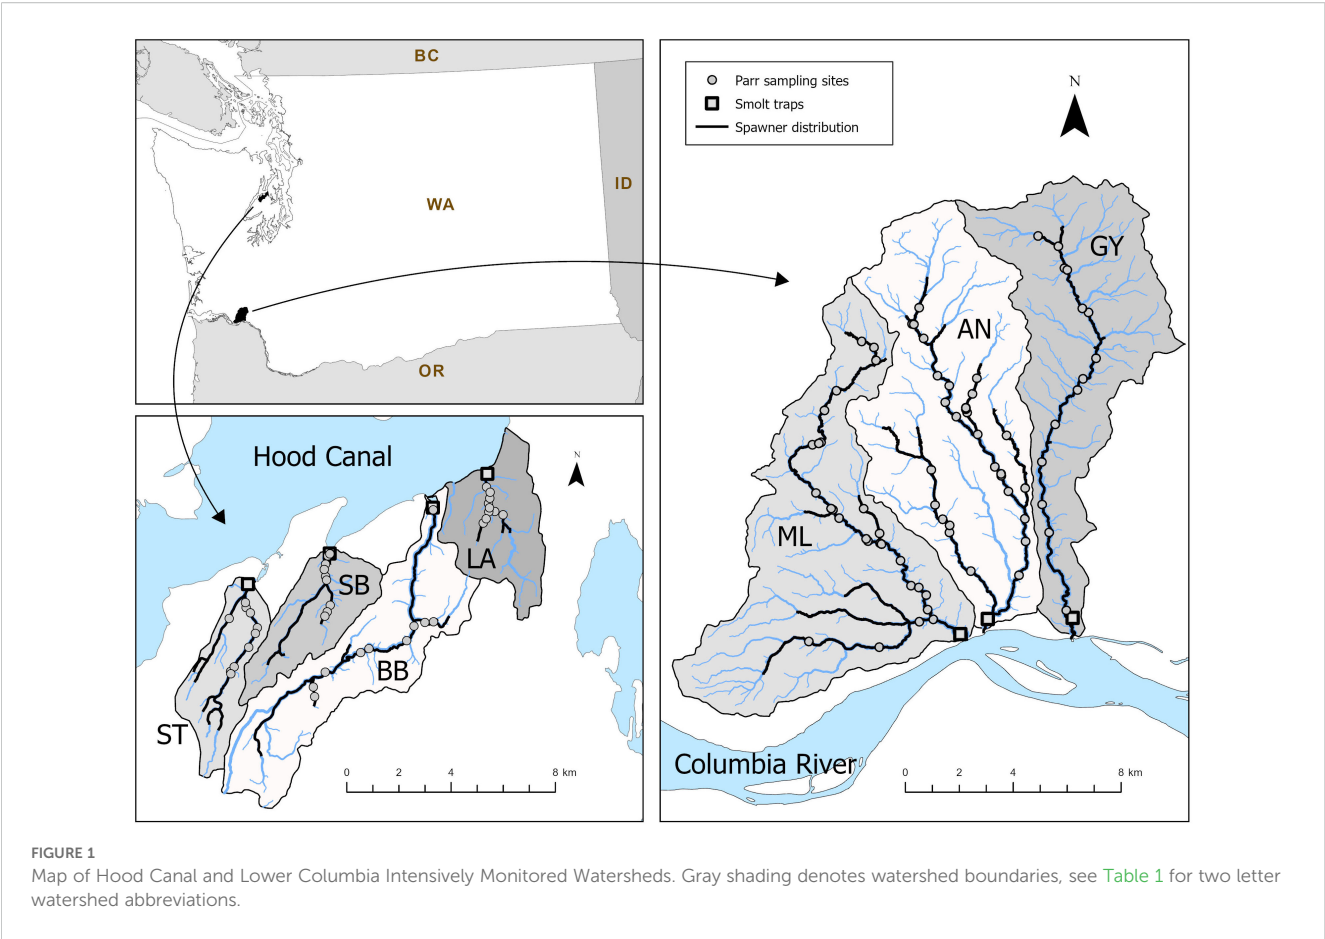 BC
ID
WA
OR
Parr sampling sites
Smolt traps
Spawner distribution
N
GY
AN
ML
Columbia River
0 2 4 8 km
Hood Canal
N
LA
SB
BB
ST
0 2 4 8 km
FIGURE 1
Map of Hood Canal and Lower Columbia Intensively Monitored Watersheds. Gray shading denotes watershed boundaries, see Table 1 for two letter
watershed abbreviations.